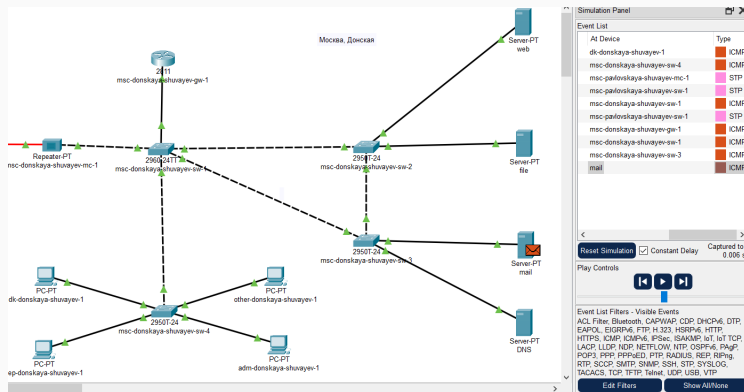 Simulation Panel
Event List
At Device Type
dk-donskaya-shuvayev-1 ICMP
msc-donskaya-shuvayev-sw-4 ICMP
msc-pavlovskaya-shuvayev-mc-1 STP
msc-pavlovskaya-shuvayev-sw-1 STP
msc-donskaya-shuvayev-sw-1 ICMP
msc-pavlovskaya-shuvayev-sw-1 STP
msc-donskaya-shuvayev-gw-1 ICMP
msc-donskaya-shuvayev-sw-1 ICMP
msc-donskaya-shuvayev-sw-3 ICMP
mail ICMP
Reset Simulation Constant Delay Captured to
0.006 s
Play Controls
Event List Filters - Visible Events
ACL Filter, Bluetooth, CAPWAP, CDP, DHCPv6, DTP,
EAPOL, EIGRPv6, FTP, H.323, HSRPv6, HTTP,
HTTPS, ICMP, ICMPv6, IPSec, ISAKMP, IoT, IoT TCP,
LACP, LLDP, NDP, NETFLOW, NTP, OSPFv6, PAgP,
POP3, PPP, PPPoED, PTP, RADIUS, REP, RIPng,
RTP, SCCP, SMTP, SNMP, SSH, STP, SYSLOG,
TACACS, TCP, TFTP, Telnet, UDP, USB, VTP
Edit Filters Show All/None
Москва, Донская
Server-PT
web
2811
msc-donskaya-shuvayev-gw-1
Repeater-PT
msc-donskaya-shuvayev-mc-1
2960-24TT
msc-donskaya-shuvayev-sw-1
2950T-24
msc-donskaya-shuvayev-sw-2
Server-PT
file
2950T-24
msc-donskaya-shuvayev-sw-3
Server-PT
mail
PC-PT
dk-donskaya-shuvayev-1
PC-PT
other-donskaya-shuvayev-1
2950T-24
msc-donskaya-shuvayev-sw-4
Server-PT
DNS
PC-PT
ep-donskaya-shuvayev-1
PC-PT
adm-donskaya-shuvayev-1